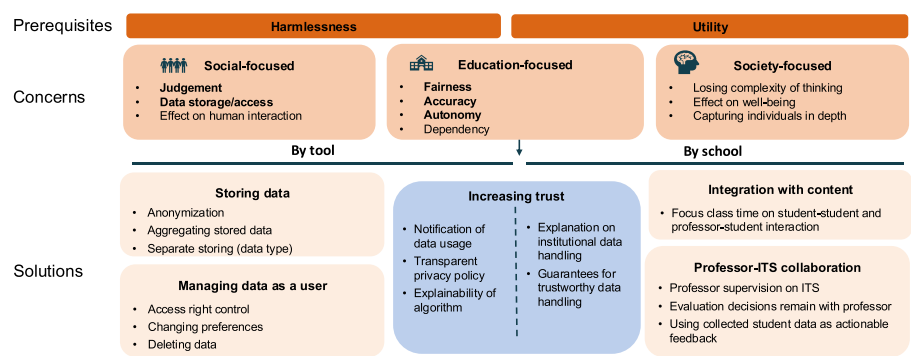 Prerequisites
Harmlessness
Utility
Concerns
Social-focused
• Judgement
• Data storage/access
• Effect on human interaction
Education-focused
• Fairness
• Accuracy
• Autonomy
• Dependency
Society-focused
• Losing complexity of thinking
• Effect on well-being
• Capturing individuals in depth
By tool
By school
Solutions
Storing data
• Anonymization
• Aggregating stored data
• Separate storing (data type)
Managing data as a user
• Access right control
• Changing preferences
• Deleting data
Increasing trust
• Notification of
data usage
• Transparent
privacy policy
• Explainability of
algorithm
• Explanation on
institutional data
handling
• Guarantees for
trustworthy data
handling
Integration with content
• Focus class time on student-student and
professor-student interaction
Professor-ITS collaboration
• Professor supervision on ITS
• Evaluation decisions remain with professor
• Using collected student data as actionable
feedback